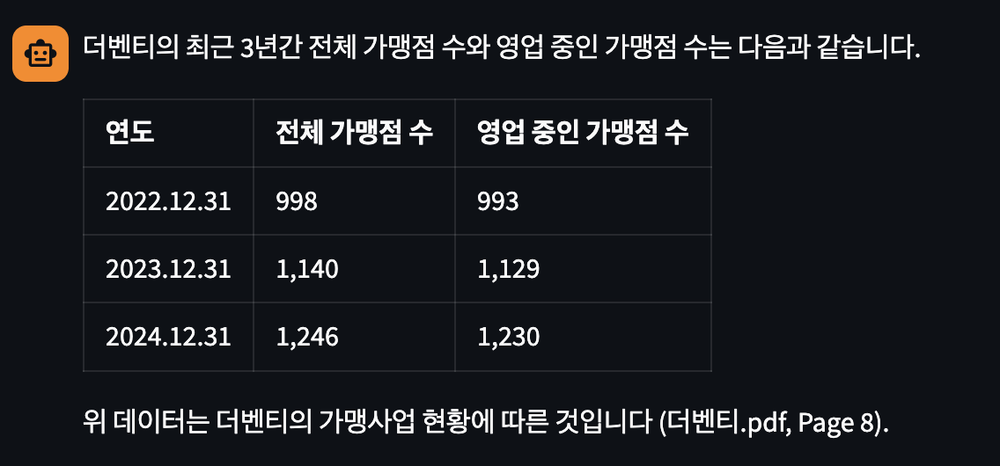 더벤티의 최근 3년간 전체 가맹점 수와 영업 중인 가맹점 수는 다음과 같습니다.
연도 전체 가맹점 수 영업 중인 가맹점 수
2022.12.31 998 993
2023.12.31 1,140 1,129
2024.12.31 1,246 1,230
위 데이터는 더벤티의 가맹사업 현황에 따른 것입니다 (더벤티.pdf, Page 8).